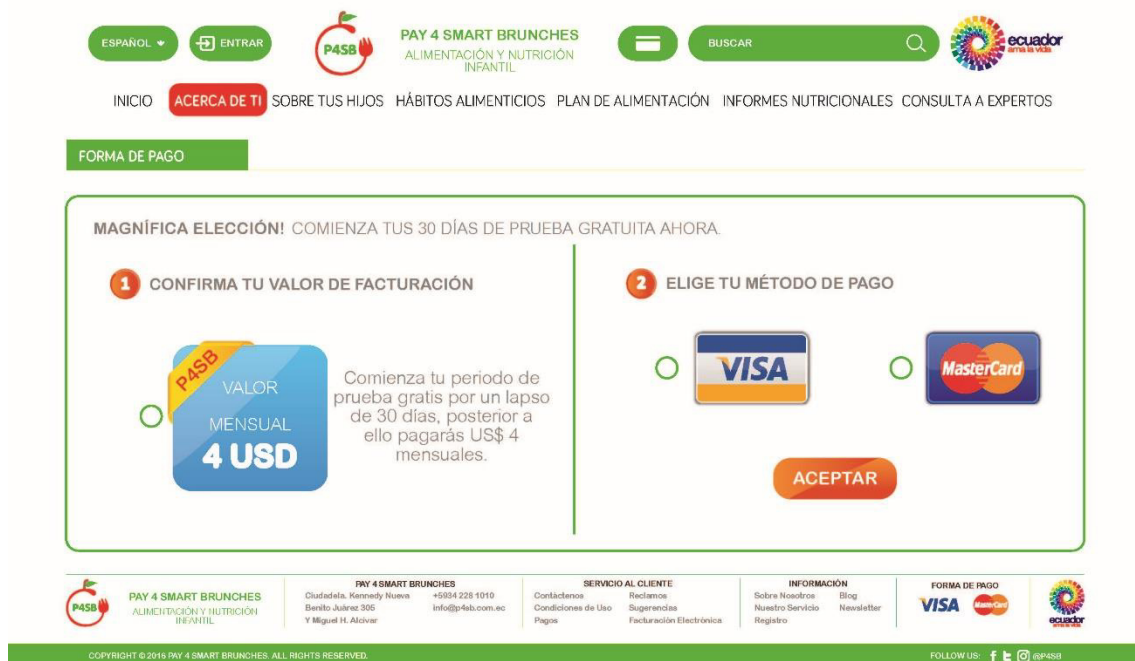 ESPAÑOL
ENTRAR
P4SB
PAY 4 SMART BRUNCHES
ALIMENTACIÓN Y NUTRICIÓN
INFANTIL
BUSCAR
ecuador
ama la vida
INICIO ACERCA DE TI SOBRE TUS HIJOS HÁBITOS ALIMENTICIOS PLAN DE ALIMENTACIÓN INFORMES NUTRICIONALES CONSULTA A EXPERTOS
FORMA DE PAGO
MAGNÍFICA ELECCIÓN! COMIENZA TUS 30 DÍAS DE PRUEBA GRATUITA AHORA.
1 CONFIRMA TU VALOR DE FACTURACIÓN
P4SB
VALOR
MENSUAL
4 USD
Comienza tu periodo de
prueba gratis por un lapso
de 30 días, posterior a
ello pagarás US$ 4
mensuales.
2 ELIGE TU MÉTODO DE PAGO
VISA
MasterCard
ACEPTAR
P4SB
PAY 4 SMART BRUNCHES
ALIMENTACIÓN Y NUTRICIÓN
INFANTIL
PAY 4 SMART BRUNCHES
Ciudadela. Kennedy Nueva +5934 228 1010
Benito Juárez 305 info@p4sb.com.ec
Y Miguel H. Alcivar
SERVICIO AL CLIENTE
Contáctenos Reclamos
Condiciones de Uso Sugerencias
Pagos Facturación Electrónica
INFORMACIÓN
Sobre Nosotros Blog
Nuestro Servicio Newsletter
Registro
FORMA DE PAGO
VISA MasterCard
ecuador
COPYRIGHT © 2016 PAY 4 SMART BRUNCHES. ALL RIGHTS RESERVED.
FOLLOW US: @P4SB